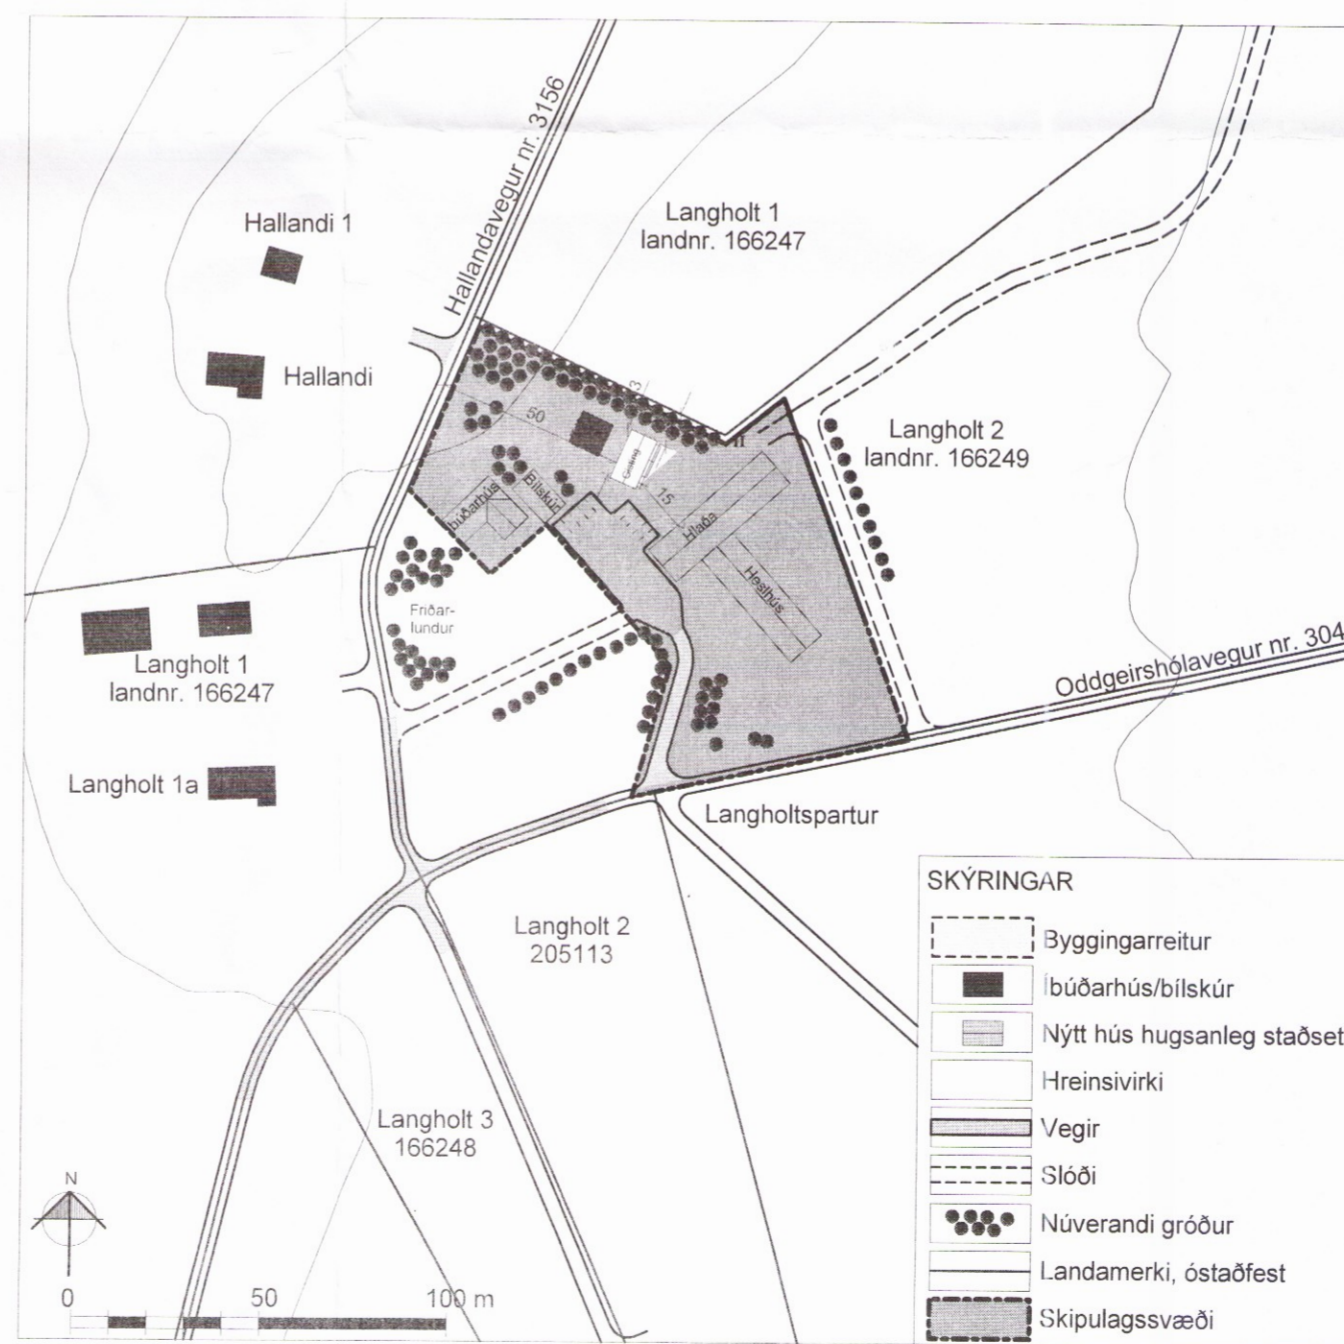 Hallandavegur nr. 3156
Langholt 1
landnr. 166247
Hallandi 1
Hallandi
Langholt 2
landnr. 166249
3
50
15
Íbúðarhús
Bílskúr
Hlaða
Hesthús
Friðar-
lundur
Langholt 1
landnr. 166247
Langholt 1a
Oddgeirshólavegur nr. 304
Langholtspartur
Langholt 2
205113
Langholt 3
166248
N
0 50 100 m
SKÝRINGAR
Byggingarreitur
Íbúðarhús/bílskúr
Nýtt hús hugsanleg staðset
Hreinsivirki
Vegir
Slóði
Núverandi gróður
Landamerki, óstaðfest
Skipulagssvæði